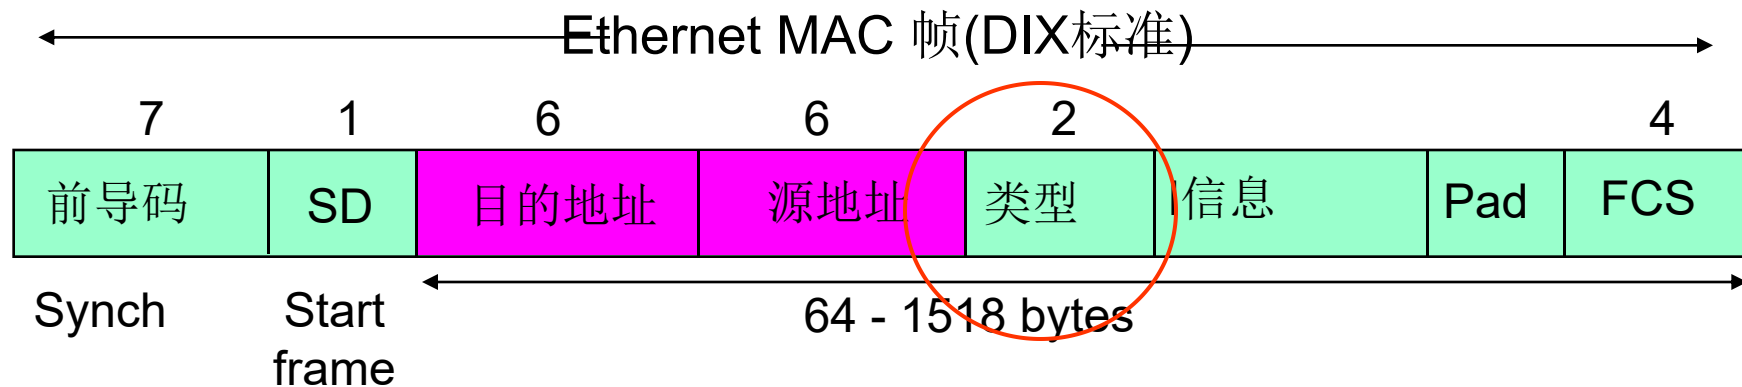 Ethernet MAC 帧(DIX标准)
7 1 6 6 2 4
前导码 SD 目的地址 源地址 类型 信息 Pad FCS
Synch Start frame 64 - 1518 bytes